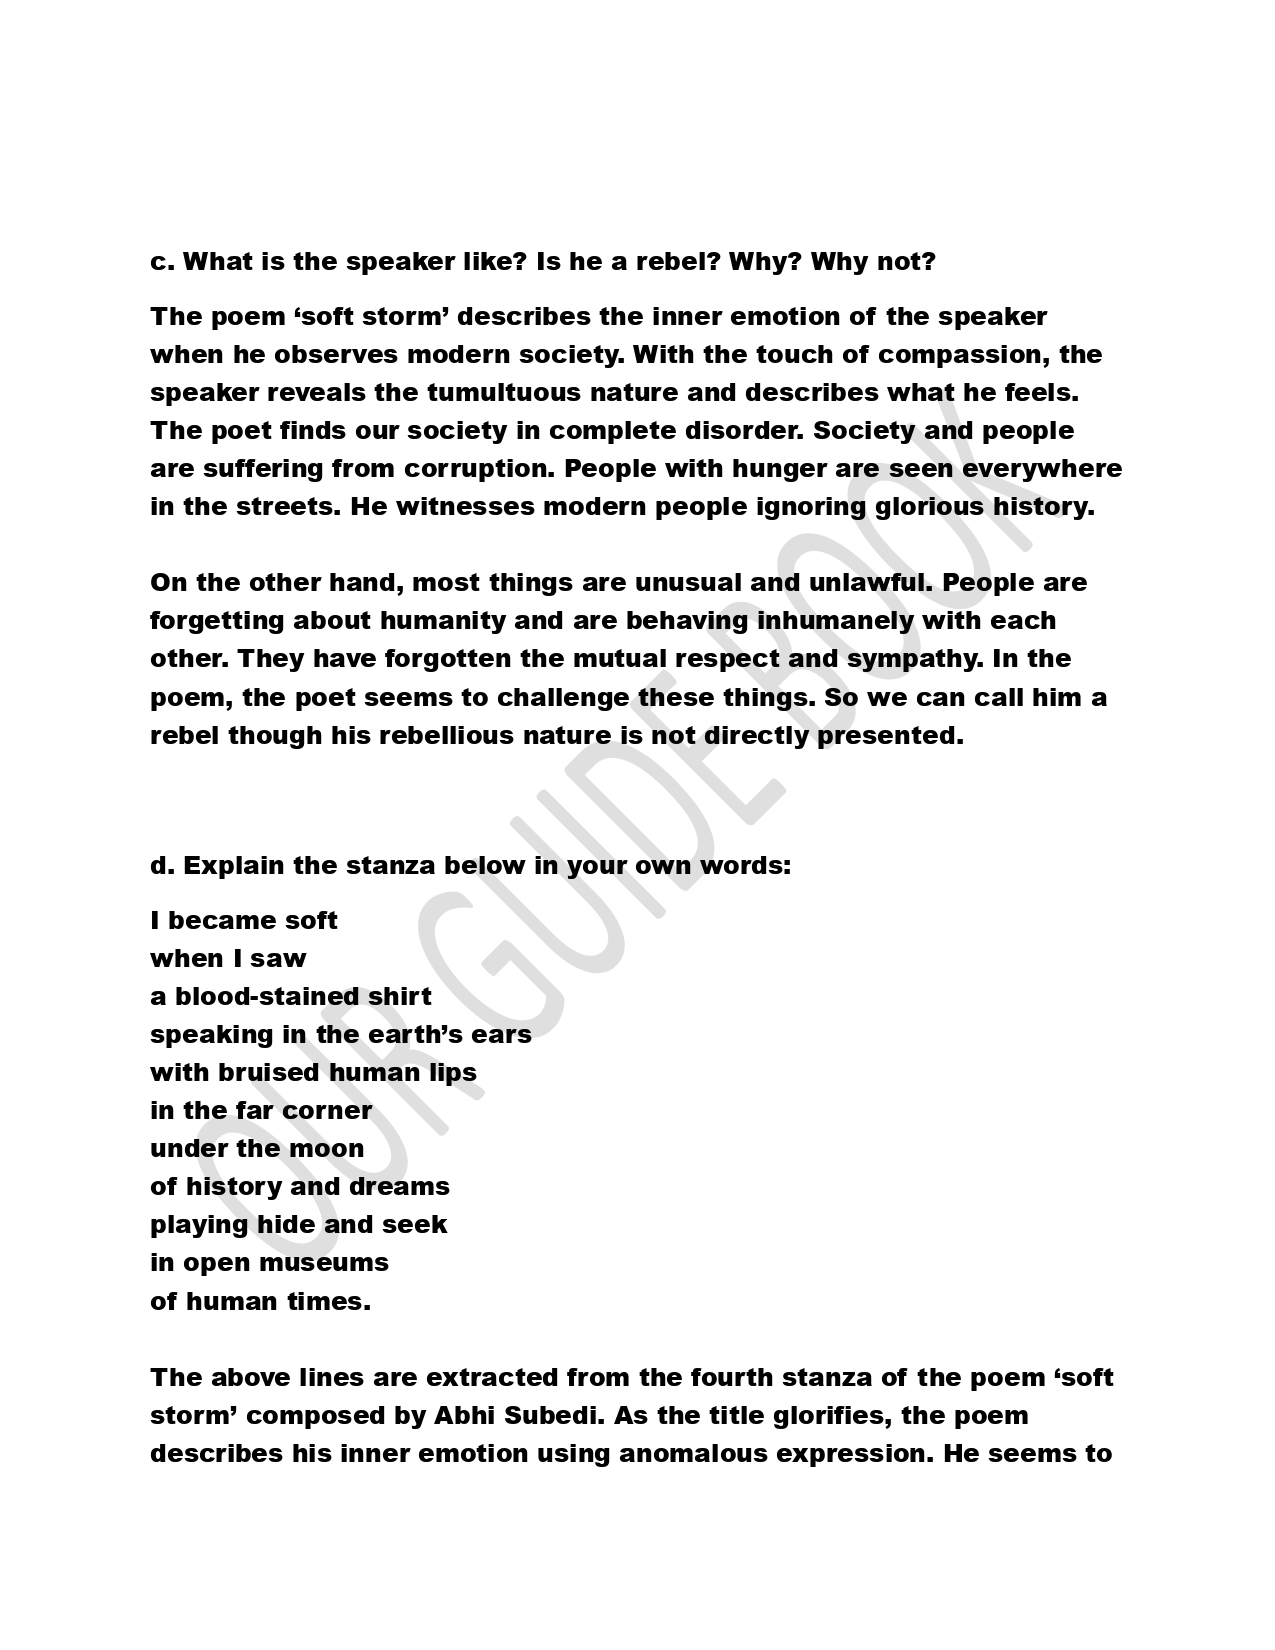 c. What is the speaker like? Is he a rebel? Why? Why not?
The poem ‘soft storm’ describes the inner emotion of the speaker
when he observes modern society. With the touch of compassion, the
speaker reveals the tumultuous nature and describes what he feels.
The poet finds our society in complete disorder. Society and people
are suffering from corruption. People with hunger are seen everywhere
in the streets. He witnesses modern people ignoring glorious history.
On the other hand, most things are unusual and unlawful. People are
forgetting about humanity and are behaving inhumanely with each
other. They have forgotten the mutual respect and sympathy. In the
poem, the poet seems to challenge these things. So we can call him a
rebel though his rebellious nature is not directly presented.
d. Explain the stanza below in your own words:
I became soft
when I saw
a blood-stained shirt
speaking in the earth’s ears
with bruised human lips
in the far corner
under the moon
of history and dreams
playing hide and seek
in open museums
of human times.
The above lines are extracted from the fourth stanza of the poem ‘soft
storm’ composed by Abhi Subedi. As the title glorifies, the poem
describes his inner emotion using anomalous expression. He seems to
OUR GUIDE BOOK